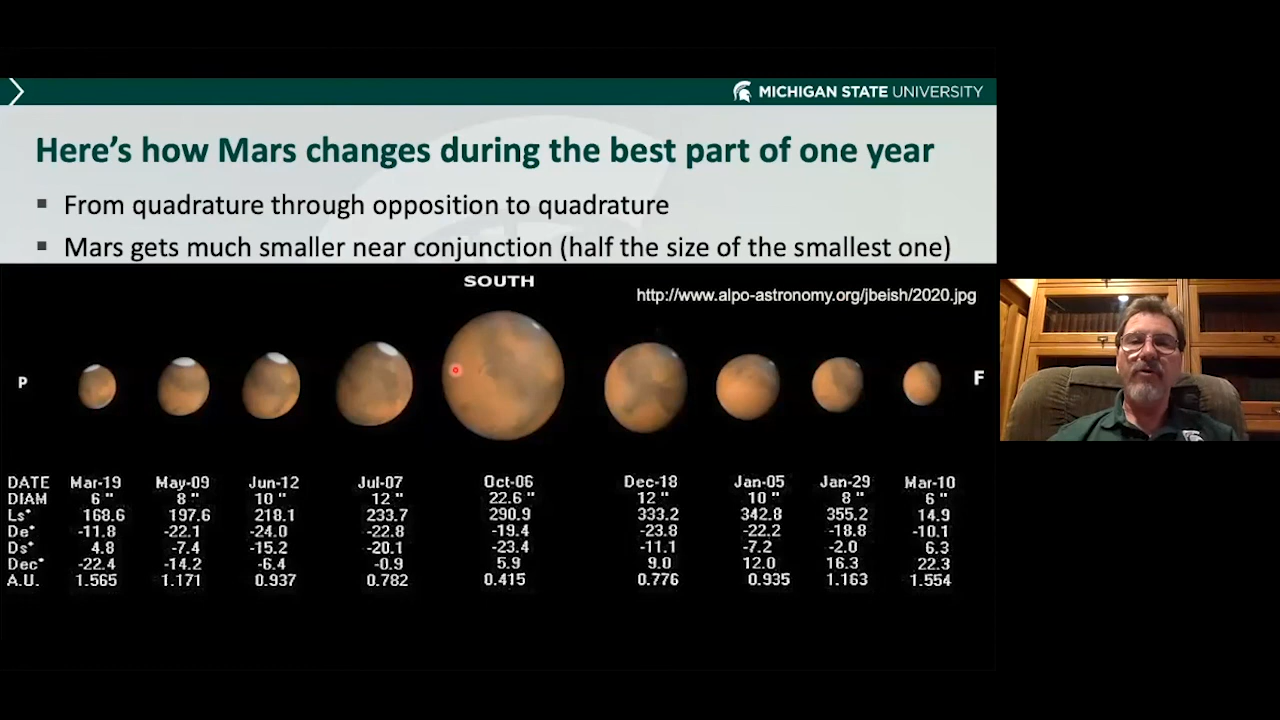 MICHIGAN STATE UNIVERSITY
Here's how Mars changes during the best part of one year
▪ From quadrature through opposition to quadrature
▪ Mars gets much smaller near conjunction (half the size of the smallest one)
SOUTH
http://www.alpo-astronomy.org/jbeish/2020.jpg
P
F
DATE Mar-19 May-09 Jun-12 Jul-07 Oct-06 Dec-18 Jan-05 Jan-29 Mar-10
DIAM 6 " 8 " 10 " 12 " 22.6 " 12 " 10 " 8 " 6 "
Ls° 168.6 197.6 218.1 233.7 290.9 333.2 342.8 355.2 14.9
De° -11.8 -22.1 -24.0 -22.8 -19.4 -23.8 -22.2 -18.8 -10.1
Ds° 4.8 -7.4 -15.2 -20.1 -23.4 -11.1 -7.2 -2.0 6.3
Dec° -22.4 -14.2 -6.4 -0.9 5.9 9.0 12.0 16.3 22.3
A.U. 1.565 1.171 0.937 0.782 0.415 0.776 0.935 1.163 1.554